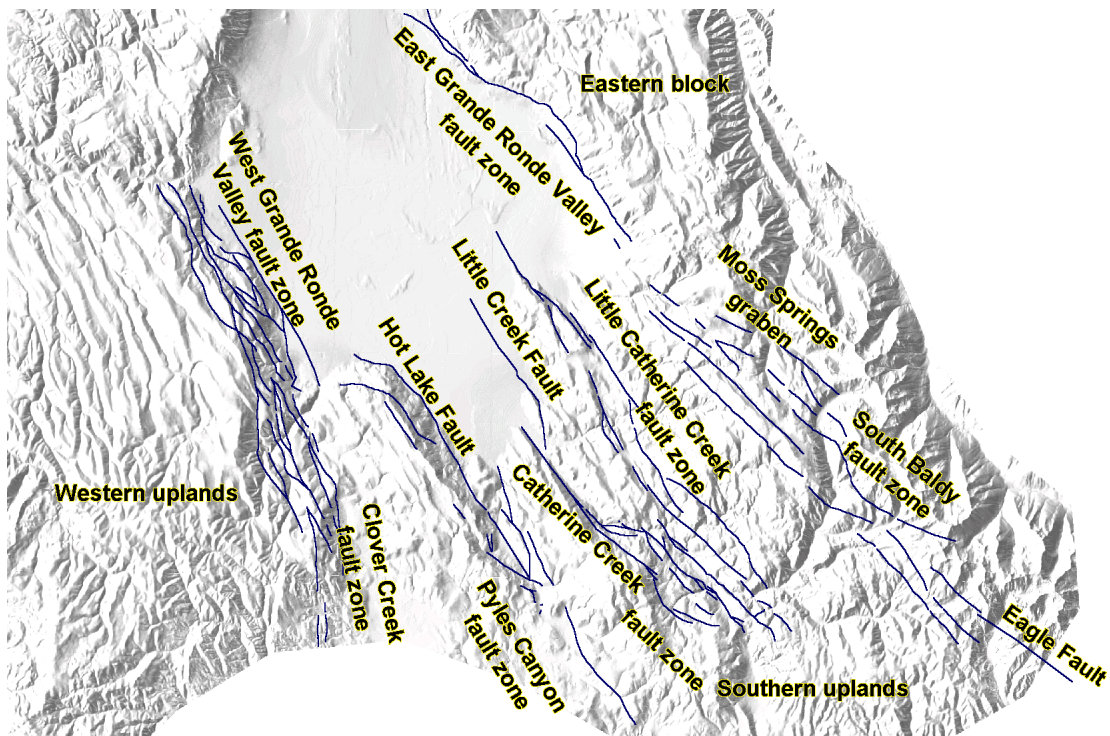 East Grande Ronde Valley
fault zone
Eastern block
West Grande Ronde
Valley fault zone
Little Creek Fault
Moss Springs
graben
Little Catherine Creek
fault zone
Hot Lake Fault
South Baldy
fault zone
Western uplands
Catherine Creek
fault zone
Clover Creek
fault zone
Pyles Canyon
fault zone
Eagle Fault
Southern uplands